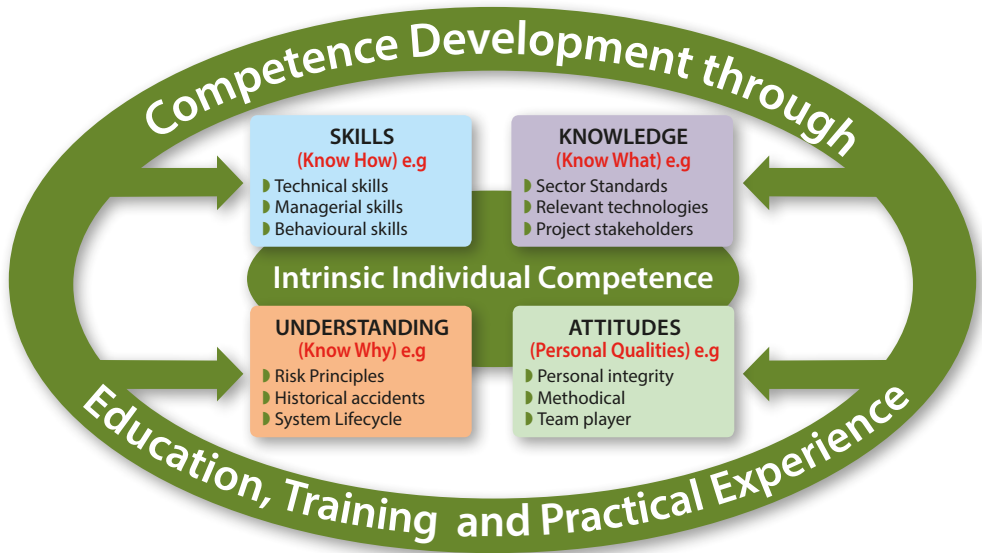 Competence Development through
SKILLS
(Know How) e.g
Technical skills
Managerial skills
Behavioural skills
KNOWLEDGE
(Know What) e.g
Sector Standards
Relevant technologies
Project stakeholders
Intrinsic Individual Competence
UNDERSTANDING
(Know Why) e.g
Risk Principles
Historical accidents
System Lifecycle
ATTITUDES
(Personal Qualities) e.g
Personal integrity
Methodical
Team player
Education, Training and Practical Experience